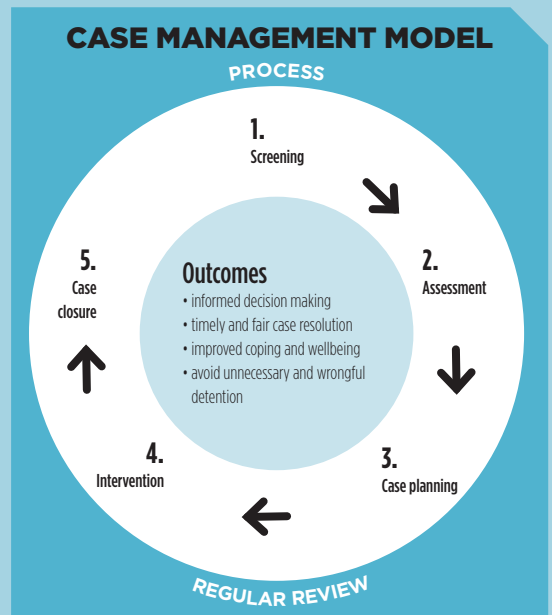 CASE MANAGEMENT MODEL
PROCESS
1.
Screening
2.
Assessment
3.
Case planning
4.
Intervention
5.
Case
closure
Outcomes
• informed decision making
• timely and fair case resolution
• improved coping and wellbeing
• avoid unnecessary and wrongful
detention
REGULAR REVIEW